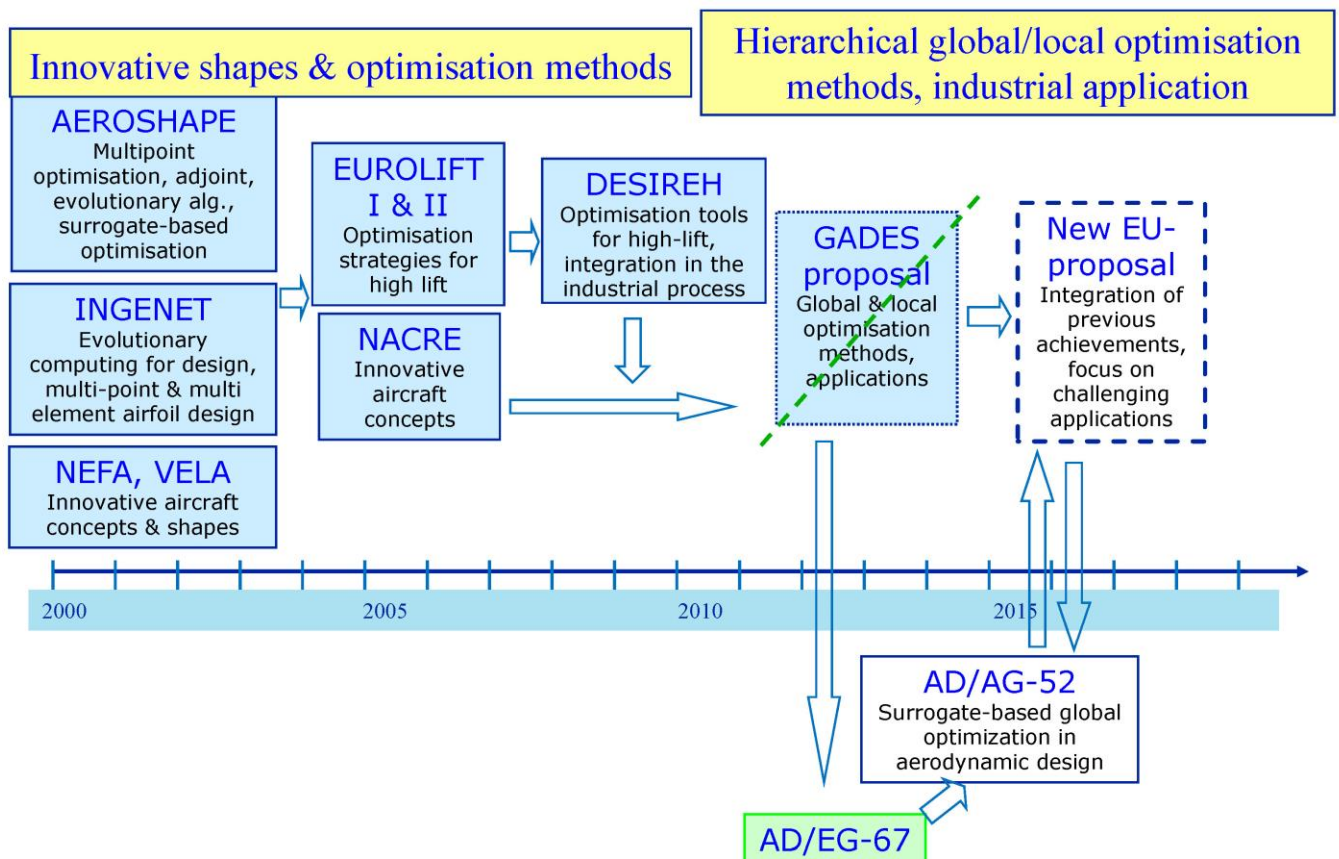 Innovative shapes & optimisation methods
Hierarchical global/local optimisation
methods, industrial application
AEROSHAPE
Multipoint
optimisation, adjoint,
evolutionary alg.,
surrogate-based
optimisation
INGENET
Evolutionary
computing for design,
multi-point & multi
element airfoil design
NEFA, VELA
Innovative aircraft
concepts & shapes
EUROLIFT
I & II
Optimisation
strategies for
high lift
NACRE
Innovative
aircraft
concepts
DESIREH
Optimisation tools
for high-lift,
integration in the
industrial process
GADES
proposal
Global & local
optimisation
methods,
applications
New EU-
proposal
Integration of
previous
achievements,
focus on
challenging
applications
2000
2005
2010
2015
AD/AG-52
Surrogate-based global
optimization in
aerodynamic design
AD/EG-67